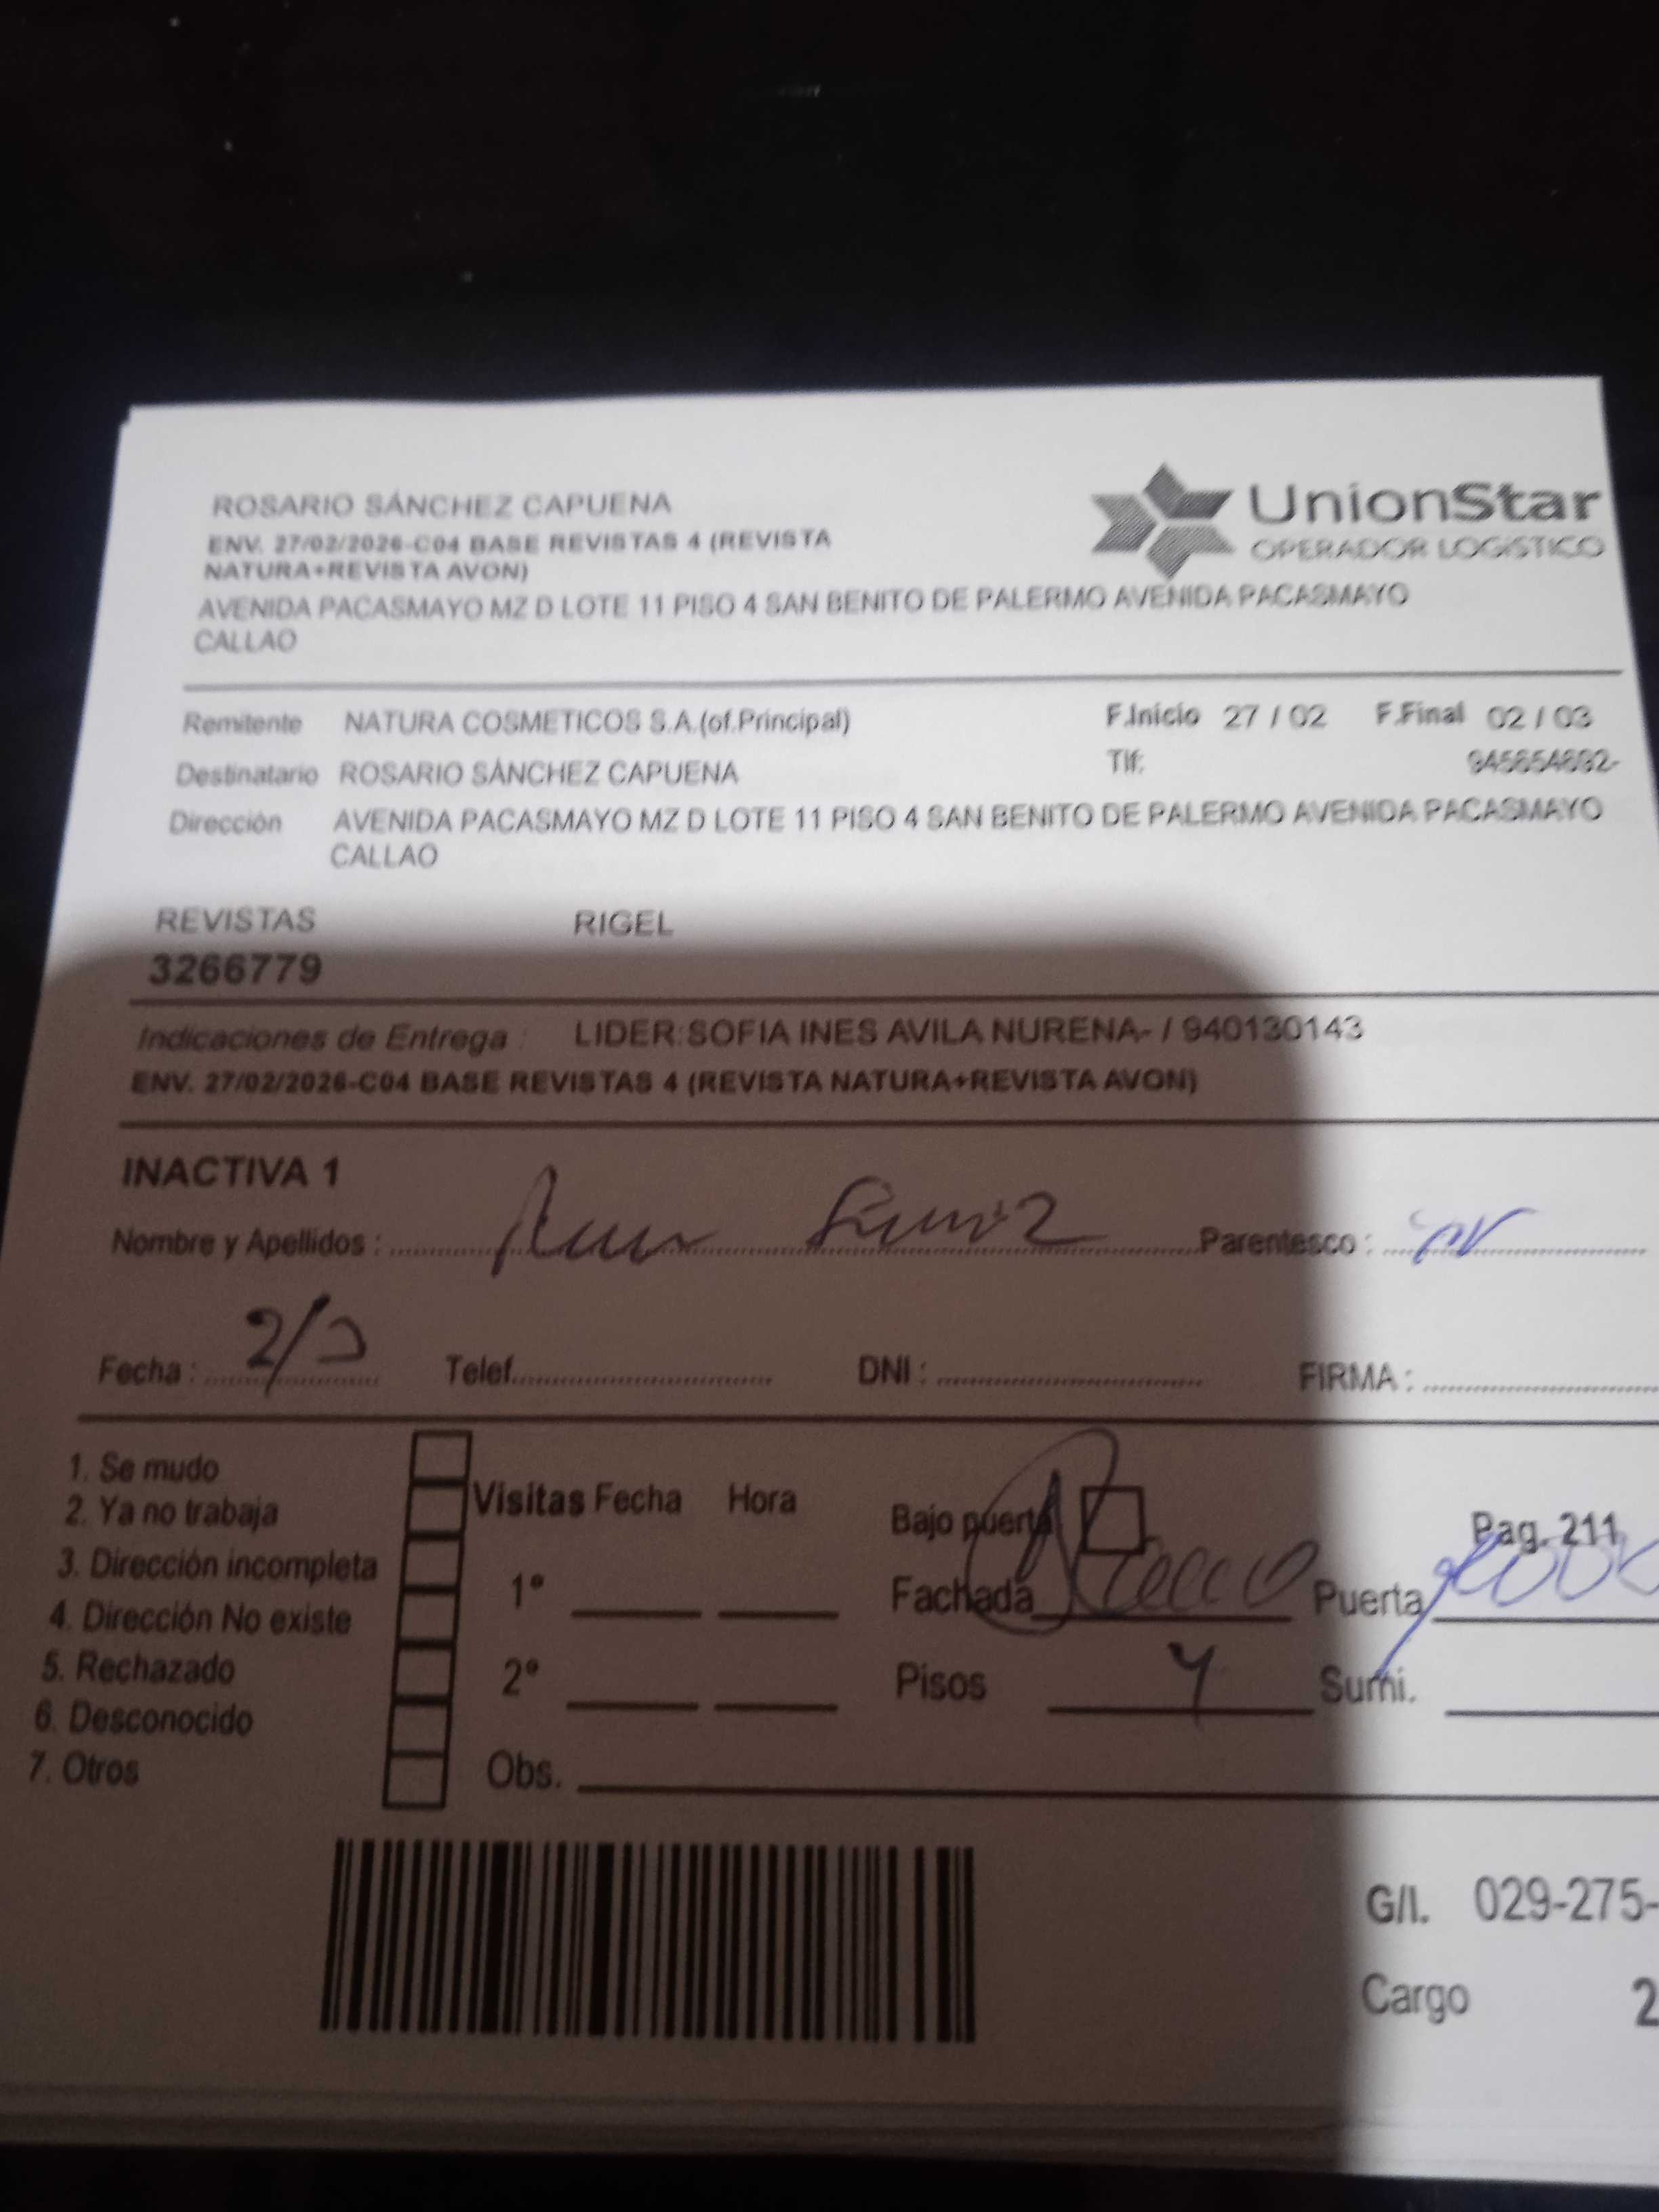 ROSARIO SÁNCHEZ CAPUENA
UnionStar
OPERADOR LOGÍSTICO
ENV. 27/02/2026-C04 BASE REVISTAS 4 (REVISTA
NATURA+REVISTA AVON)
AVENIDA PACASMAYO MZ D LOTE 11 PISO 4 SAN BENITO DE PALERMO AVENIDA PACASMAYO
CALLAO
Remitente NATURA COSMETICOS S.A.(of.Principal) F.Inicio 27 / 02 F.Final 02 / 03
Destinatario ROSARIO SÁNCHEZ CAPUENA Tlf:
Dirección AVENIDA PACASMAYO MZ D LOTE 11 PISO 4 SAN BENITO DE PALERMO AVENIDA PACASMAYO
CALLAO
REVISTAS RIGEL
3266779
Indicaciones de Entrega : LIDER:SOFIA INES AVILA NURENA- / 940130143
ENV. 27/02/2026-C04 BASE REVISTAS 4 (REVISTA NATURA+REVISTA AVON)
INACTIVA 1
Nombre y Apellidos : Parentesco :
Fecha : 2/3 Telef. DNI : FIRMA :
1. Se mudo
2. Ya no trabaja
3. Dirección incompleta
4. Dirección No existe
5. Rechazado
6. Desconocido
7. Otros
Visitas Fecha Hora
1°
2°
Obs.
Bajo puerta
Fachada
Pisos 4
Pag. 211
Puerta
Sumi.
G/I. 029-275-
Cargo 2